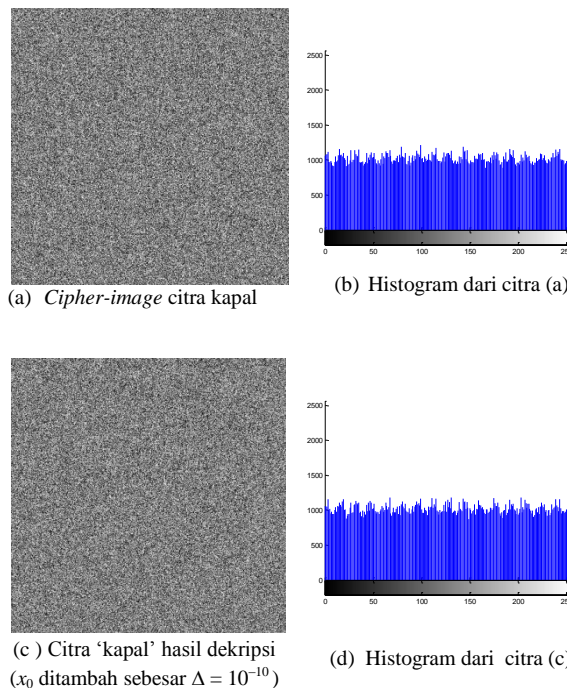 2500
2000
1500
1000
500
0
0 50 100 150 200 25
(a) Cipher-image citra kapal
(b) Histogram dari citra (a)
2500
2000
1500
1000
500
0
0 50 100 150 200 25
(c ) Citra ‘kapal’ hasil dekripsi
(x₀ ditambah sebesar Δ = 10⁻¹⁰)
(d) Histogram dari citra (c)